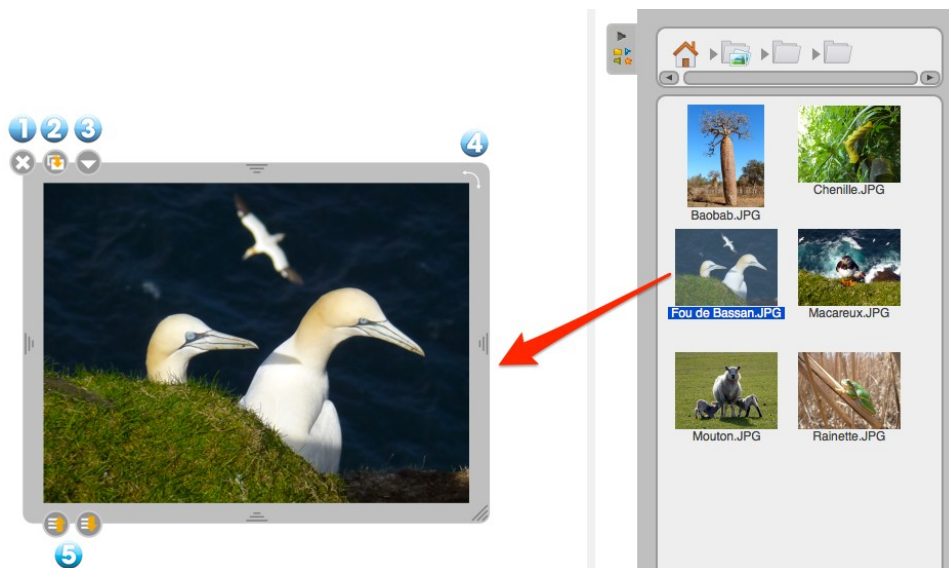 1 2 3
4
Baobab.JPG Chenille.JPG
Fou de Bassan.JPG Macareux.JPG
Mouton.JPG Rainette.JPG
5